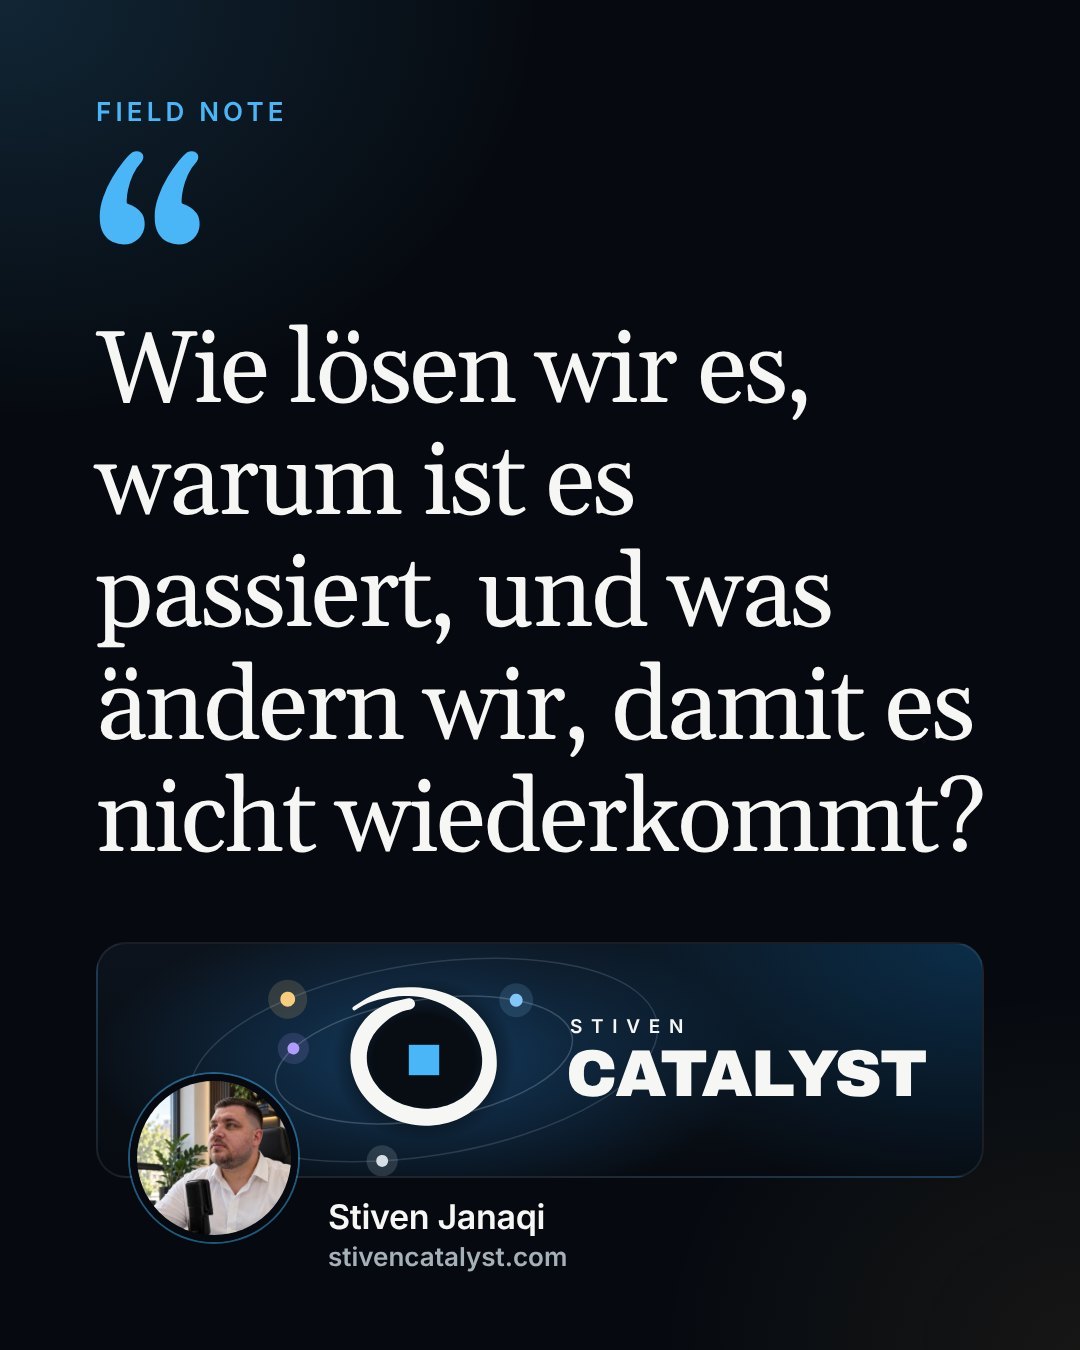 FIELD NOTE
“
Wie lösen wir es,
warum ist es
passiert, und was
ändern wir, damit es
nicht wiederkommt?
STIVEN
CATALYST
Stiven Janaqi
stivencatalyst.com